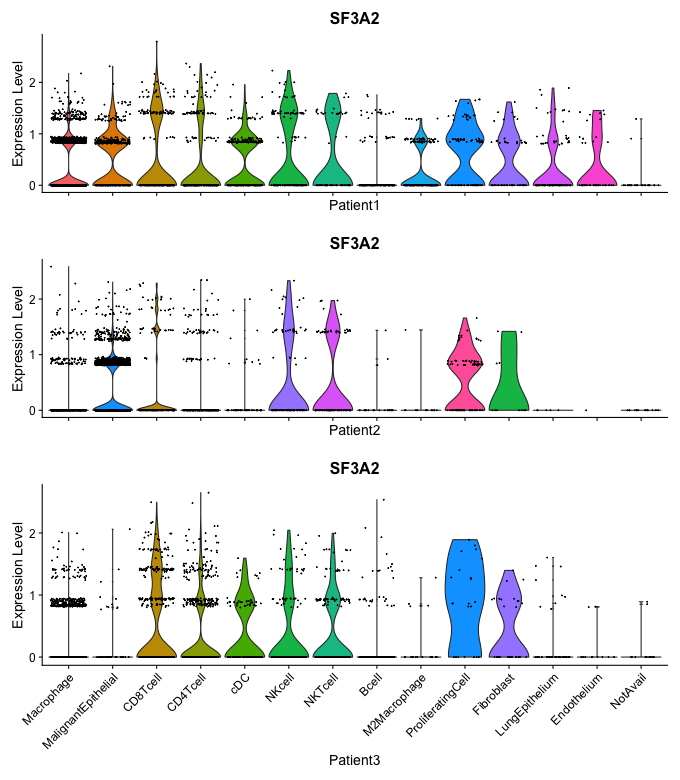 SF3A2
Expression Level
2
1
0
Patient1
SF3A2
Expression Level
2
1
0
Patient2
SF3A2
Expression Level
2
1
0
Macrophage
MalignantEpithelial
CD8Tcell
CD4Tcell
cDC
NKcell
NKTcell
Bcell
M2Macrophage
ProliferatingCell
Fibroblast
LungEpithelium
Endothelium
NotAvail
Patient3